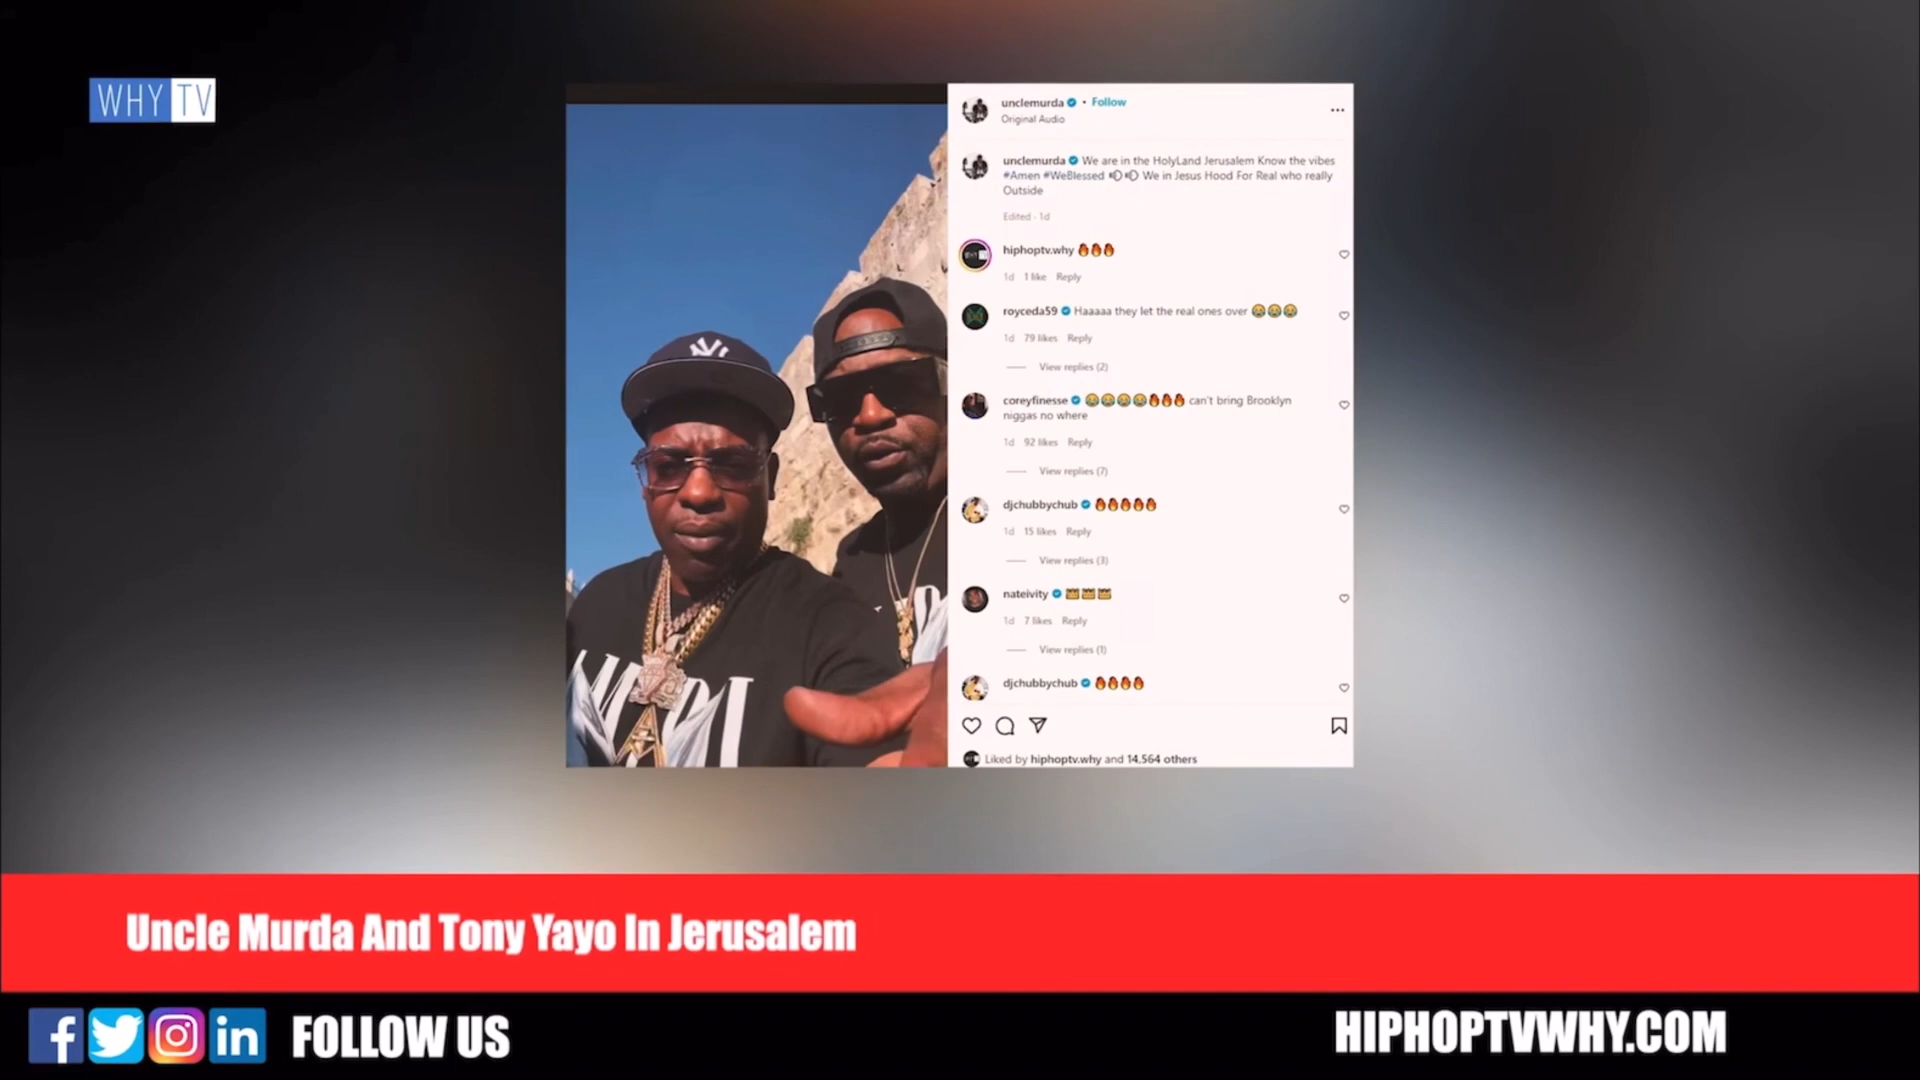 WHY TV
unclemurda • Follow
Original Audio
unclemurda We are in the HolyLand Jerusalem Know the vibes
#Amen #WeBlessed We in Jesus Hood For Real who really
Outside
Edited · 1d
hiphoptv.why 🔥🔥🔥
1d 1 like Reply
royceda59 Haaaaa they let the real ones over 😂😂😂
1d 79 likes Reply
View replies (2)
coreyfinesse 😂😂😂😂🔥🔥🔥 can't bring Brooklyn
niggas no where
1d 92 likes Reply
View replies (7)
djchubbychub 🔥🔥🔥🔥🔥
1d 15 likes Reply
View replies (3)
nateivity
1d 7 likes Reply
View replies (1)
djchubbychub 🔥🔥🔥🔥
Liked by hiphoptv.why and 14,564 others
Uncle Murda And Tony Yayo In Jerusalem
FOLLOW US
HIPHOPTVWHY.COM